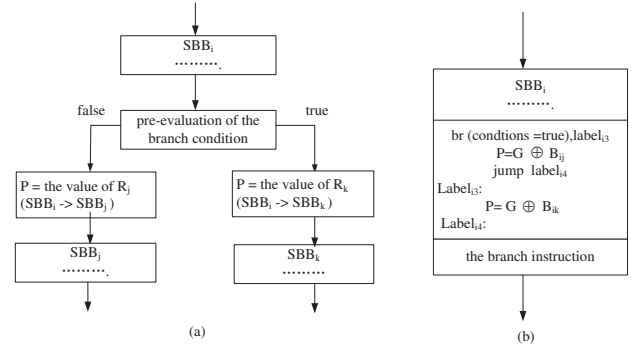 SBBi
……….
false
true
pre-evaluation of the
branch condition
P = the value of Rj
(SBBi -> SBBj )
P = the value of Rk
(SBBi -> SBBk)
SBBj
……….
SBBk
………
(a)
SBBi
……….
br (condtions =true),labeli3
P=G ⊕ Bij
jump labeli4
Labeli3:
P= G ⊕ Bik
Labeli4:
the branch instruction
(b)